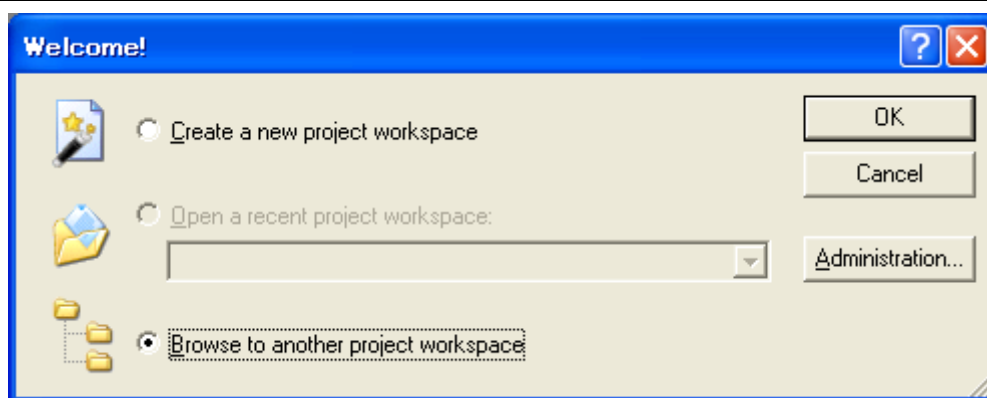 Welcome!
Create a new project workspace
OK
Cancel
Open a recent project workspace:
Administration...
Browse to another project workspace